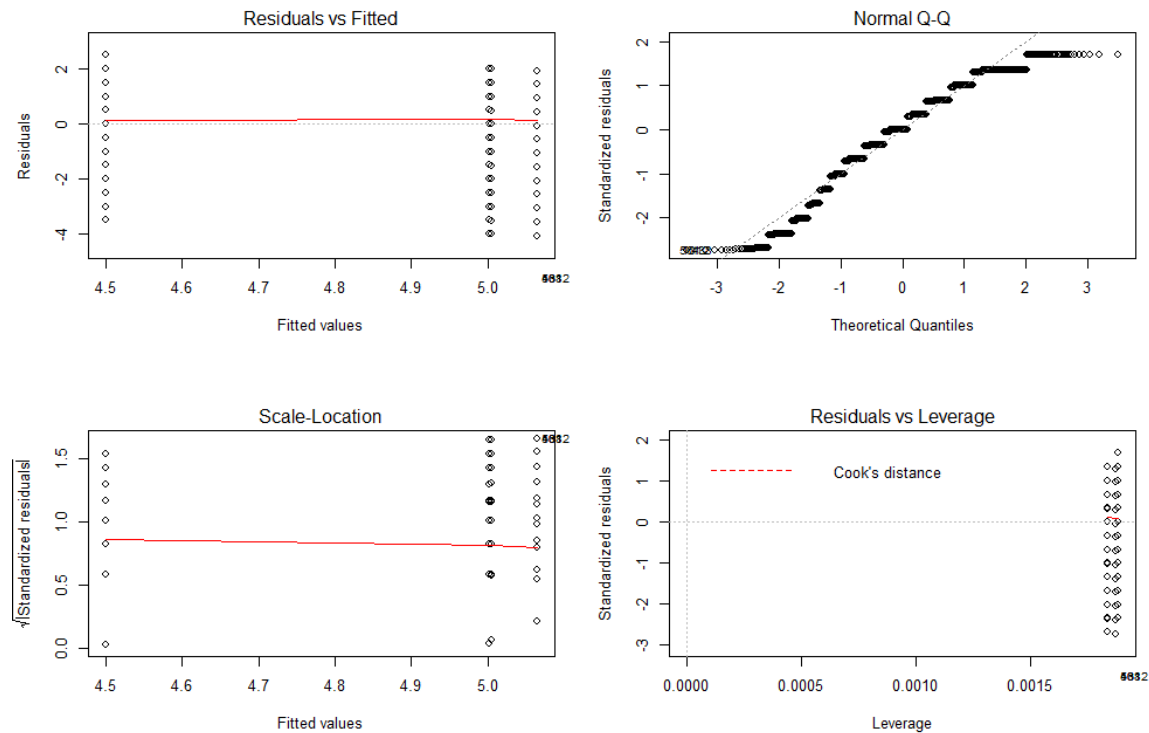 Residuals vs Fitted
Residuals
2
0
-2
-4
4.5 4.6 4.7 4.8 4.9 5.0
Fitted values
Normal Q-Q
Standardized residuals
2
1
0
-1
-2
-3 -2 -1 0 1 2 3
Theoretical Quantiles
Scale-Location
√|Standardized residuals|
1.5
1.0
0.5
0.0
4.5 4.6 4.7 4.8 4.9 5.0
Fitted values
Residuals vs Leverage
Cook's distance
Standardized residuals
2
1
0
-1
-2
-3
0.0000 0.0005 0.0010 0.0015
Leverage